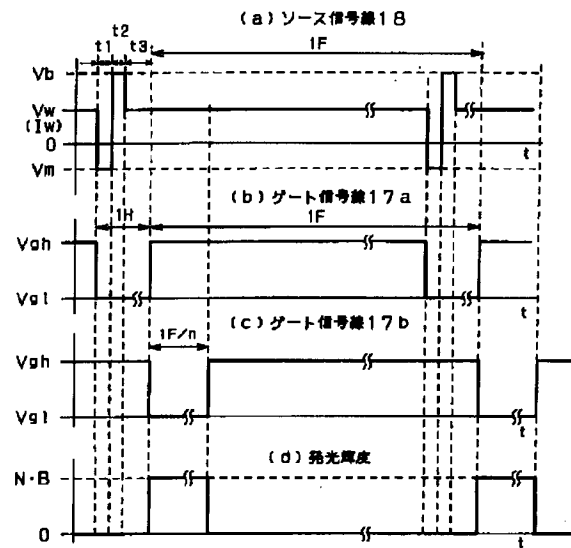 (a) ソース信号線18
t2
t1
t3
1F
Vb
Vw
(Iw)
0
Vm
t
(b) ゲート信号線17a
1H
1F
Vgh
Vgl
t
(c) ゲート信号線17b
1F/n
Vgh
Vgl
t
(d) 発光輝度
N・B
0
t